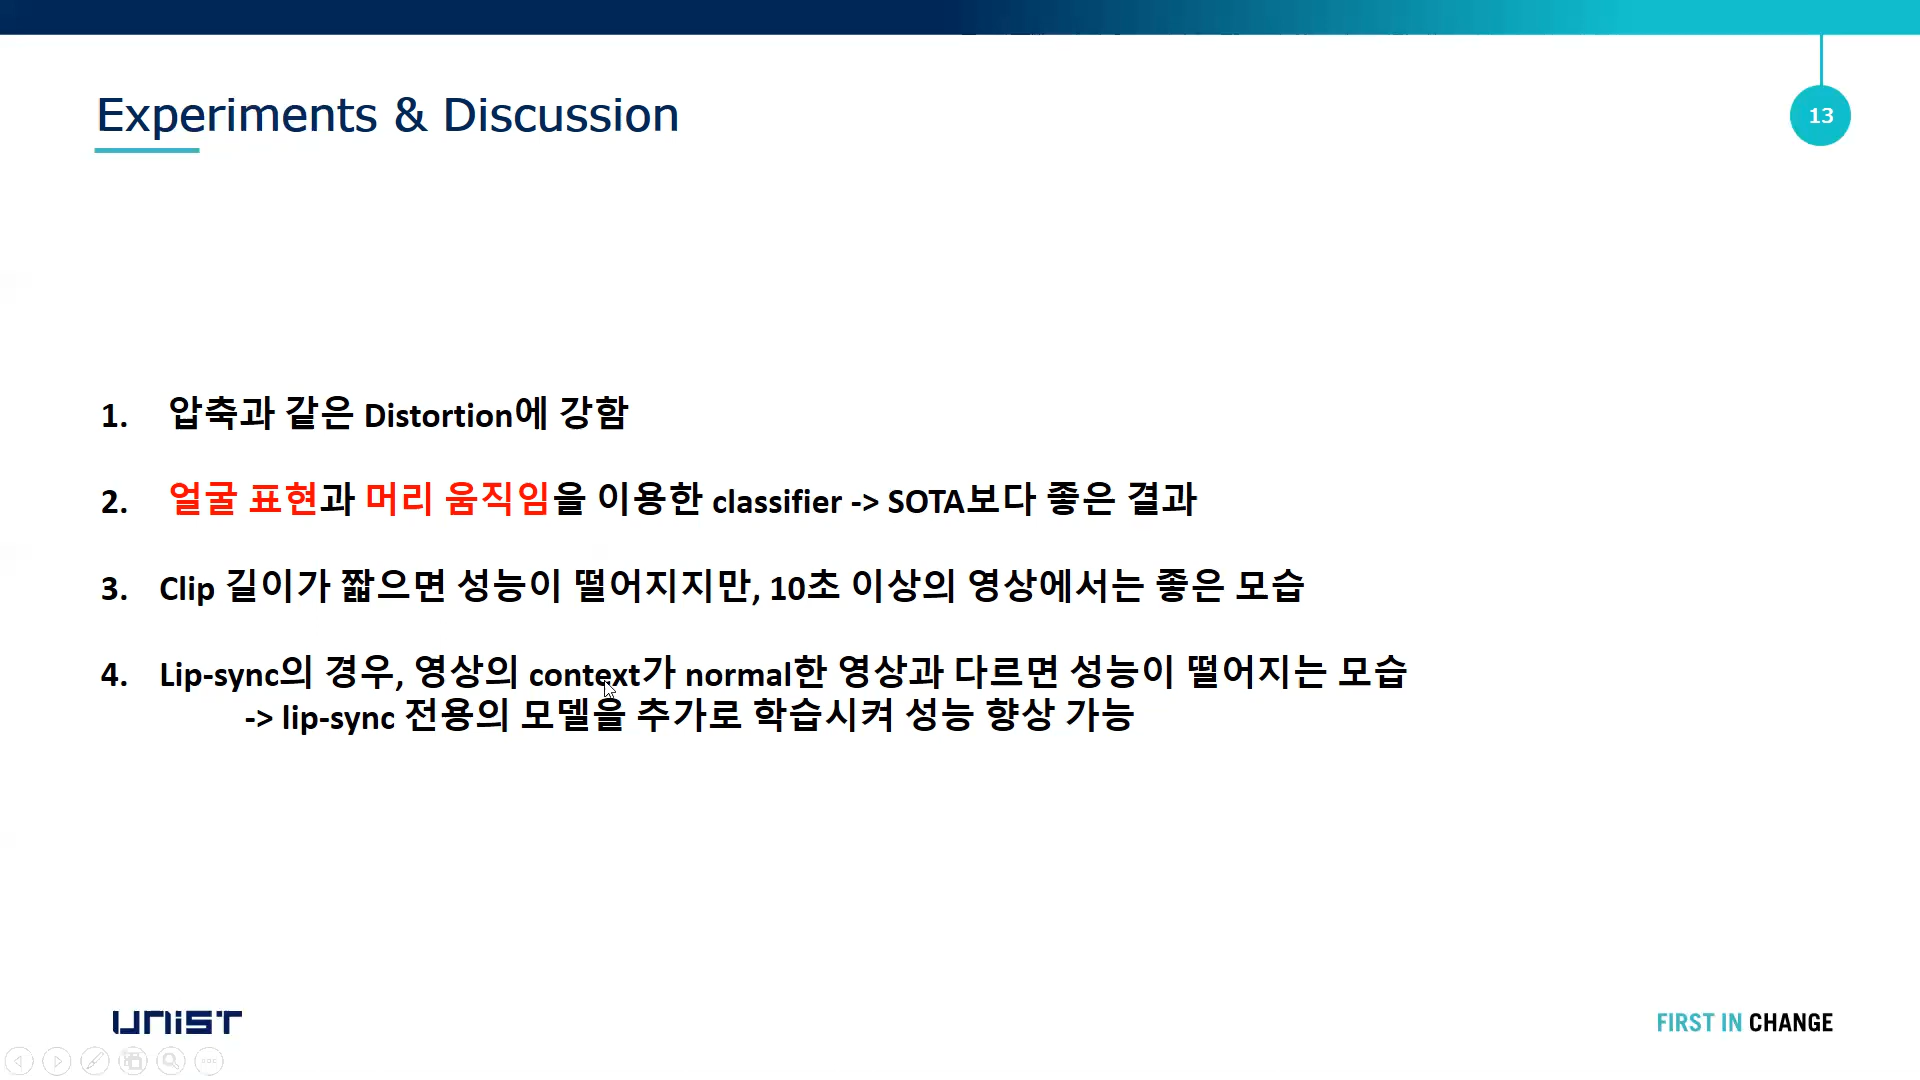 Experiments & Discussion
13
1. 압축과 같은 Distortion에 강함
2. 얼굴 표현과 머리 움직임을 이용한 classifier -> SOTA보다 좋은 결과
3. Clip 길이가 짧으면 성능이 떨어지지만, 10초 이상의 영상에서는 좋은 모습
4. Lip-sync의 경우, 영상의 context가 normal한 영상과 다르면 성능이 떨어지는 모습
-> lip-sync 전용의 모델을 추가로 학습시켜 성능 향상 가능
UNIST
FIRST IN CHANGE